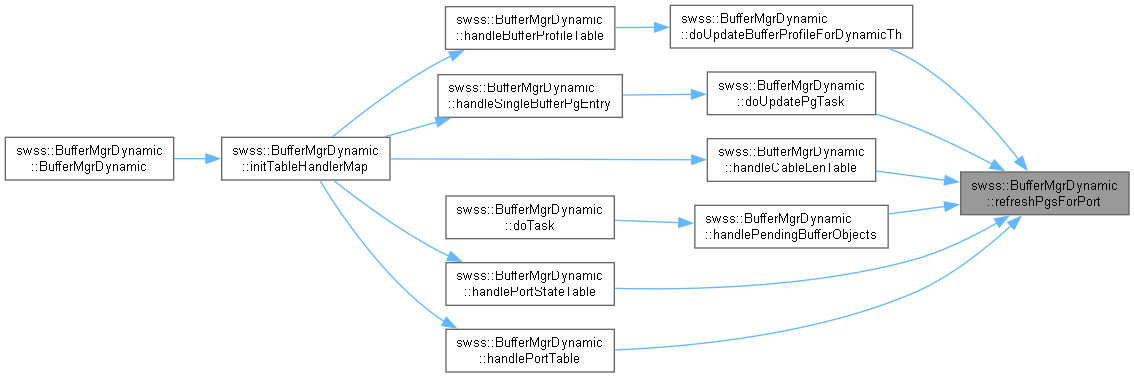 swss::BufferMgrDynamic
::BufferMgrDynamic
swss::BufferMgrDynamic
::initTableHandlerMap
swss::BufferMgrDynamic
::handleBufferProfileTable
swss::BufferMgrDynamic
::doUpdateBufferProfileForDynamicTh
swss::BufferMgrDynamic
::handleSingleBufferPgEntry
swss::BufferMgrDynamic
::doUpdatePgTask
swss::BufferMgrDynamic
::handleCableLenTable
swss::BufferMgrDynamic
::refreshPgsForPort
swss::BufferMgrDynamic
::doTask
swss::BufferMgrDynamic
::handlePendingBufferObjects
swss::BufferMgrDynamic
::handlePortStateTable
swss::BufferMgrDynamic
::handlePortTable